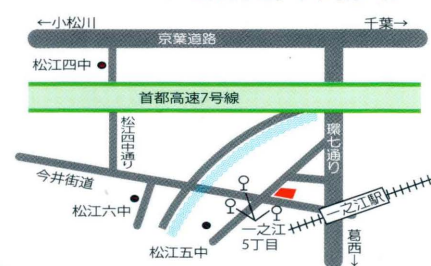 ←小松川
千葉→
京葉道路
松江四中
首都高速7号線
松江四中通り
環七通り
今井街道
松江六中
一之江
5丁目
一之江駅
松江五中
葛西→